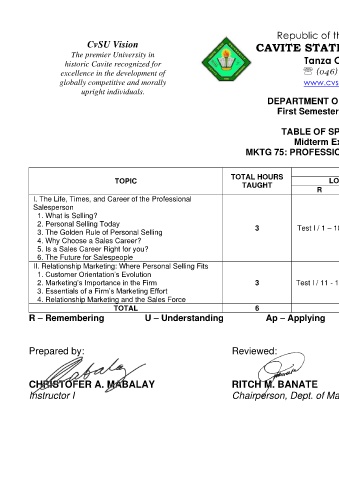 CvSU Vision
The premier University in
historic Cavite recognized for
excellence in the development of
globally competitive and morally
upright individuals.
Republic of th
CAVITE STAT
Tanza C
☏ (046)
www.cvs
DEPARTMENT O
First Semester
TABLE OF SP
Midterm Ex
MKTG 75: PROFESSIO
TOPIC
TOTAL HOURS
TAUGHT
LO
R
I. The Life, Times, and Career of the Professional
Salesperson
1. What is Selling?
2. Personal Selling Today
3. The Golden Rule of Personal Selling
4. Why Choose a Sales Career?
5. Is a Sales Career Right for you?
6. The Future for Salespeople
3
Test I / 1 – 1
II. Relationship Marketing: Where Personal Selling Fits
1. Customer Orientation's Evolution
2. Marketing's Importance in the Firm
3. Essentials of a Firm's Marketing Effort
4. Relationship Marketing and the Sales Force
3
Test I / 11 - 1
TOTAL
6
R – Remembering U – Understanding Ap – Applying
Prepared by: Reviewed:
CHRISTOFER A. MABALAY RITCH M. BANATE
Instructor I Chairperson, Dept. of Ma